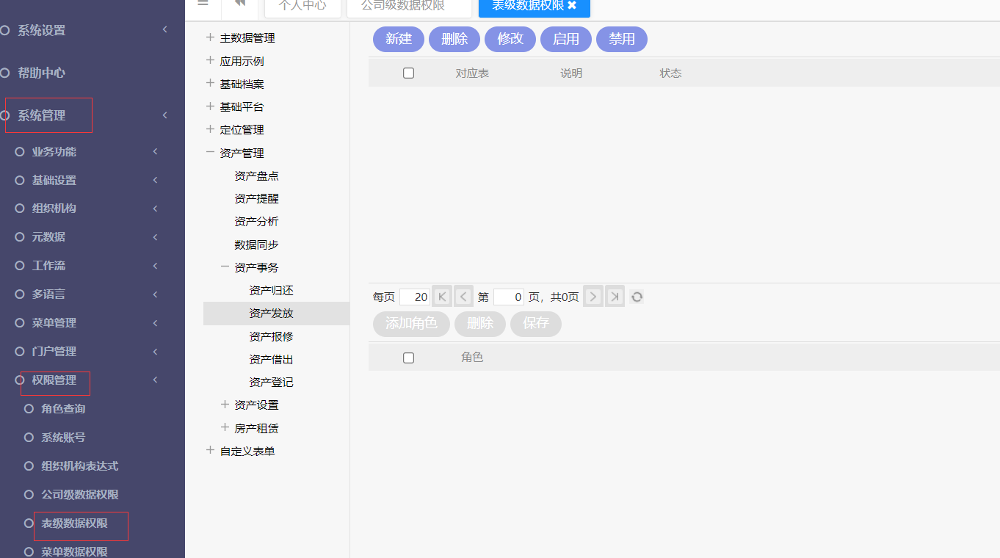 系统设置
帮助中心
系统管理
业务功能
基础设置
组织机构
元数据
工作流
多语言
菜单管理
门户管理
权限管理
角色查询
系统账号
组织机构表达式
公司级数据权限
表级数据权限
菜单数据权限
个人中心
公司级数据权限
表级数据权限
主数据管理
应用示例
基础档案
基础平台
定位管理
资产管理
资产盘点
资产提醒
资产分析
数据同步
资产事务
资产归还
资产发放
资产报修
资产借出
资产登记
资产设置
房产租赁
自定义表单
新建 删除 修改 启用 禁用
对应表 说明 状态
每页 20 第 0 页，共0页
添加角色 删除 保存
角色